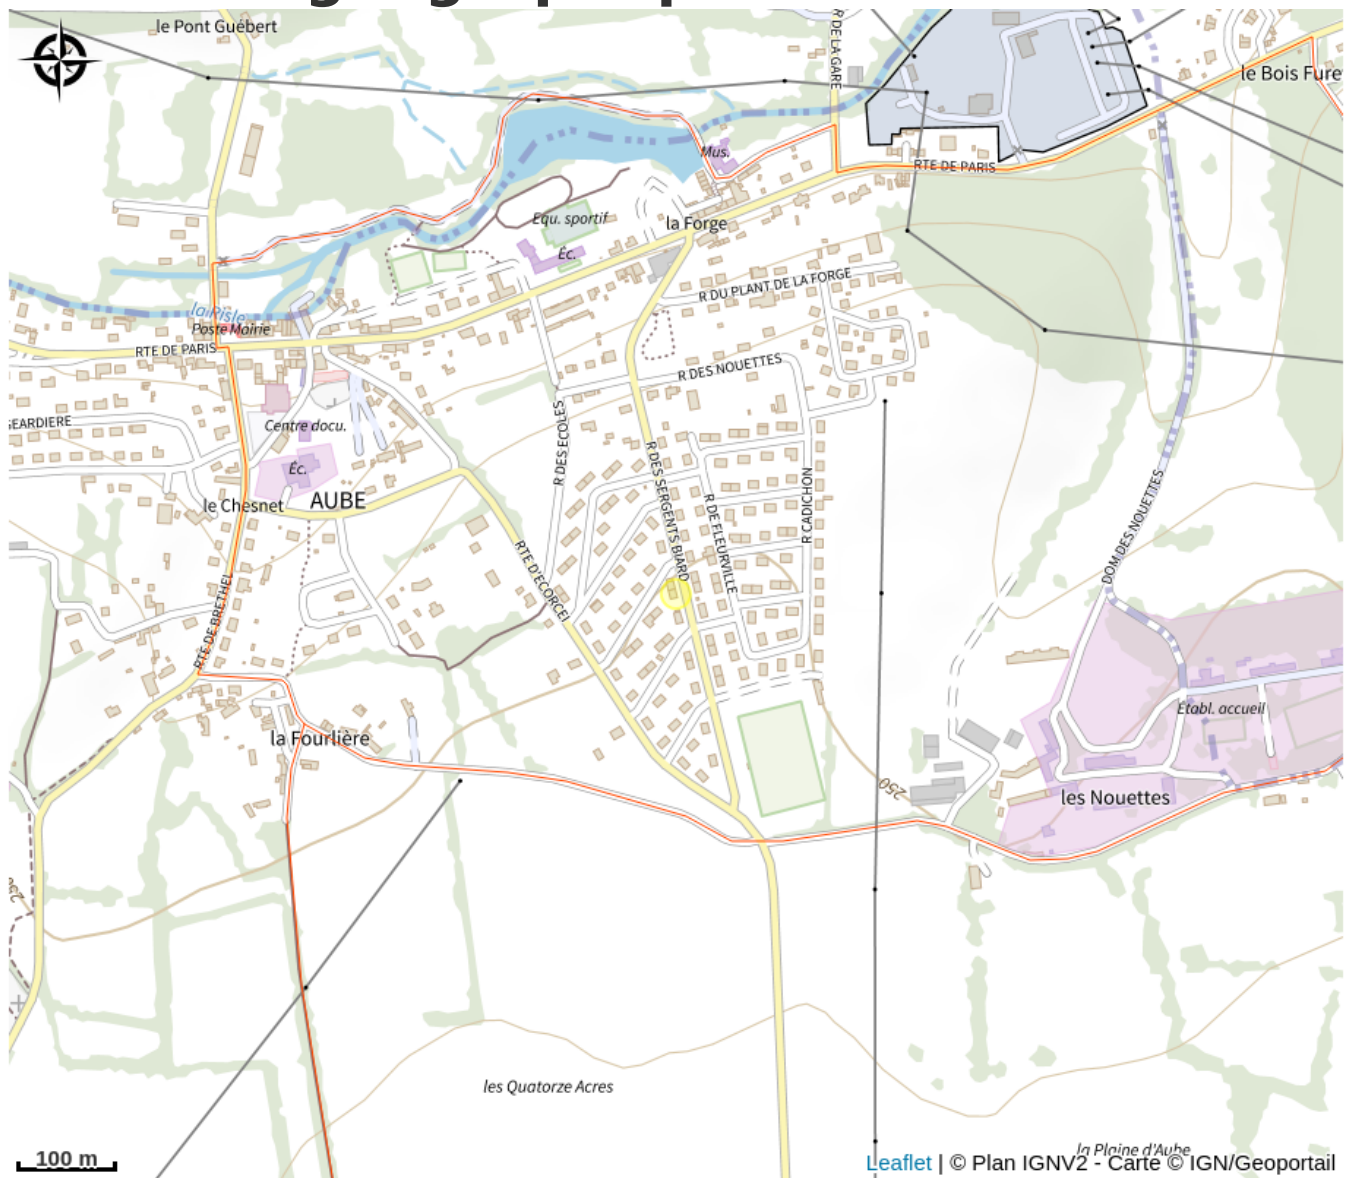 le Pont Guébert
R DE LA GARE
le Bois Fure
Mus.
RTE DE PARIS
Equ. sportif
la Forge
Éc.
R DU PLANT DE LA FORGE
la Risle
Poste Mairie
RTE DE PARIS
R DES NOUETTES
GEARDIERE
Centre docu.
R DES ECOLES
Éc.
R DES SERGENTS BIARD
R CADICHON
DOM DES NOUETTES
le Chesnet
AUBE
R DE FLEURVILLE
RTE D'ECORCEI
RTE DE BRETHEL
Etabl. accueil
la Fourlière
250
les Nouettes
les Quatorze Acres
la Plaine d'Aube
100 m
Leaflet | © Plan IGNV2 - Carte © IGN/Geoportail